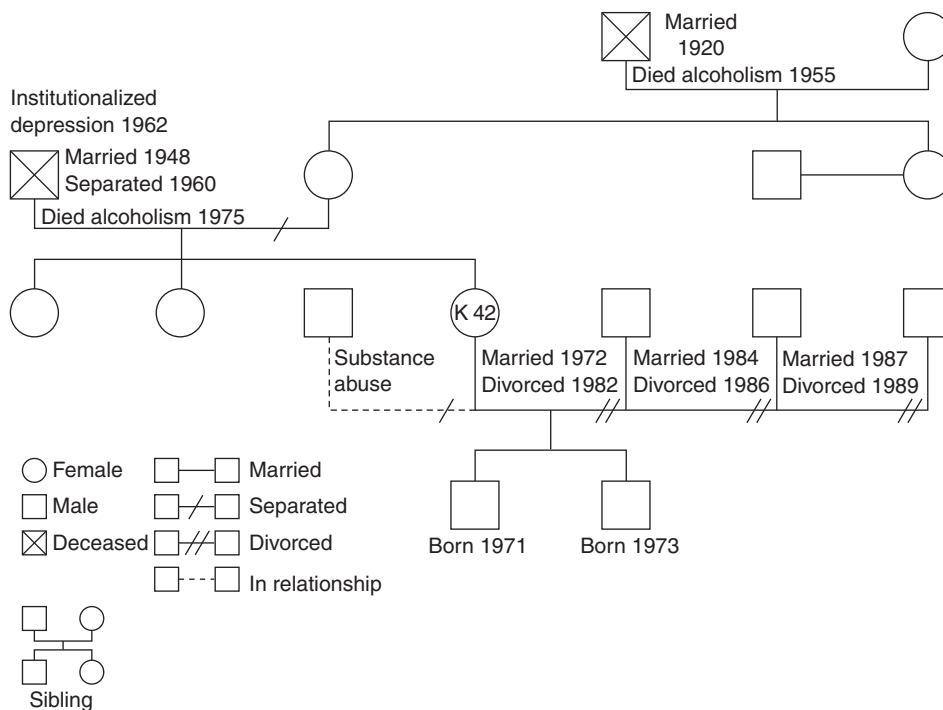 Married
1920
Died alcoholism 1955
Institutionalized
depression 1962
Married 1948
Separated 1960
Died alcoholism 1975
K 42
Substance
abuse
Married 1972
Divorced 1982
Married 1984
Divorced 1986
Married 1987
Divorced 1989
Born 1971
Born 1973
Female
Married
Male
Separated
Deceased
Divorced
In relationship
Sibling